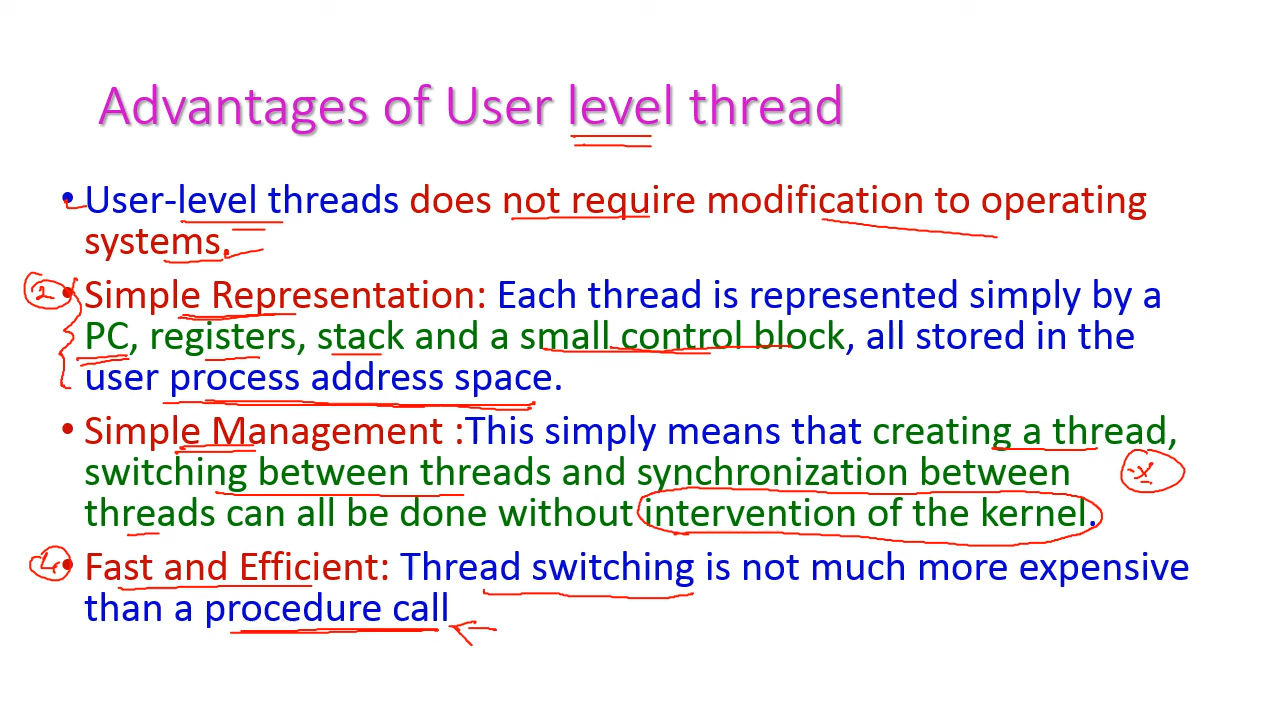 Advantages of User level thread
• User-level threads does not require modification to operating
systems.
2 • Simple Representation: Each thread is represented simply by a
PC, registers, stack and a small control block, all stored in the
user process address space.
• Simple Management :This simply means that creating a thread,
switching between threads and synchronization between
threads can all be done without intervention of the kernel.
• Fast and Efficient: Thread switching is not much more expensive
than a procedure call